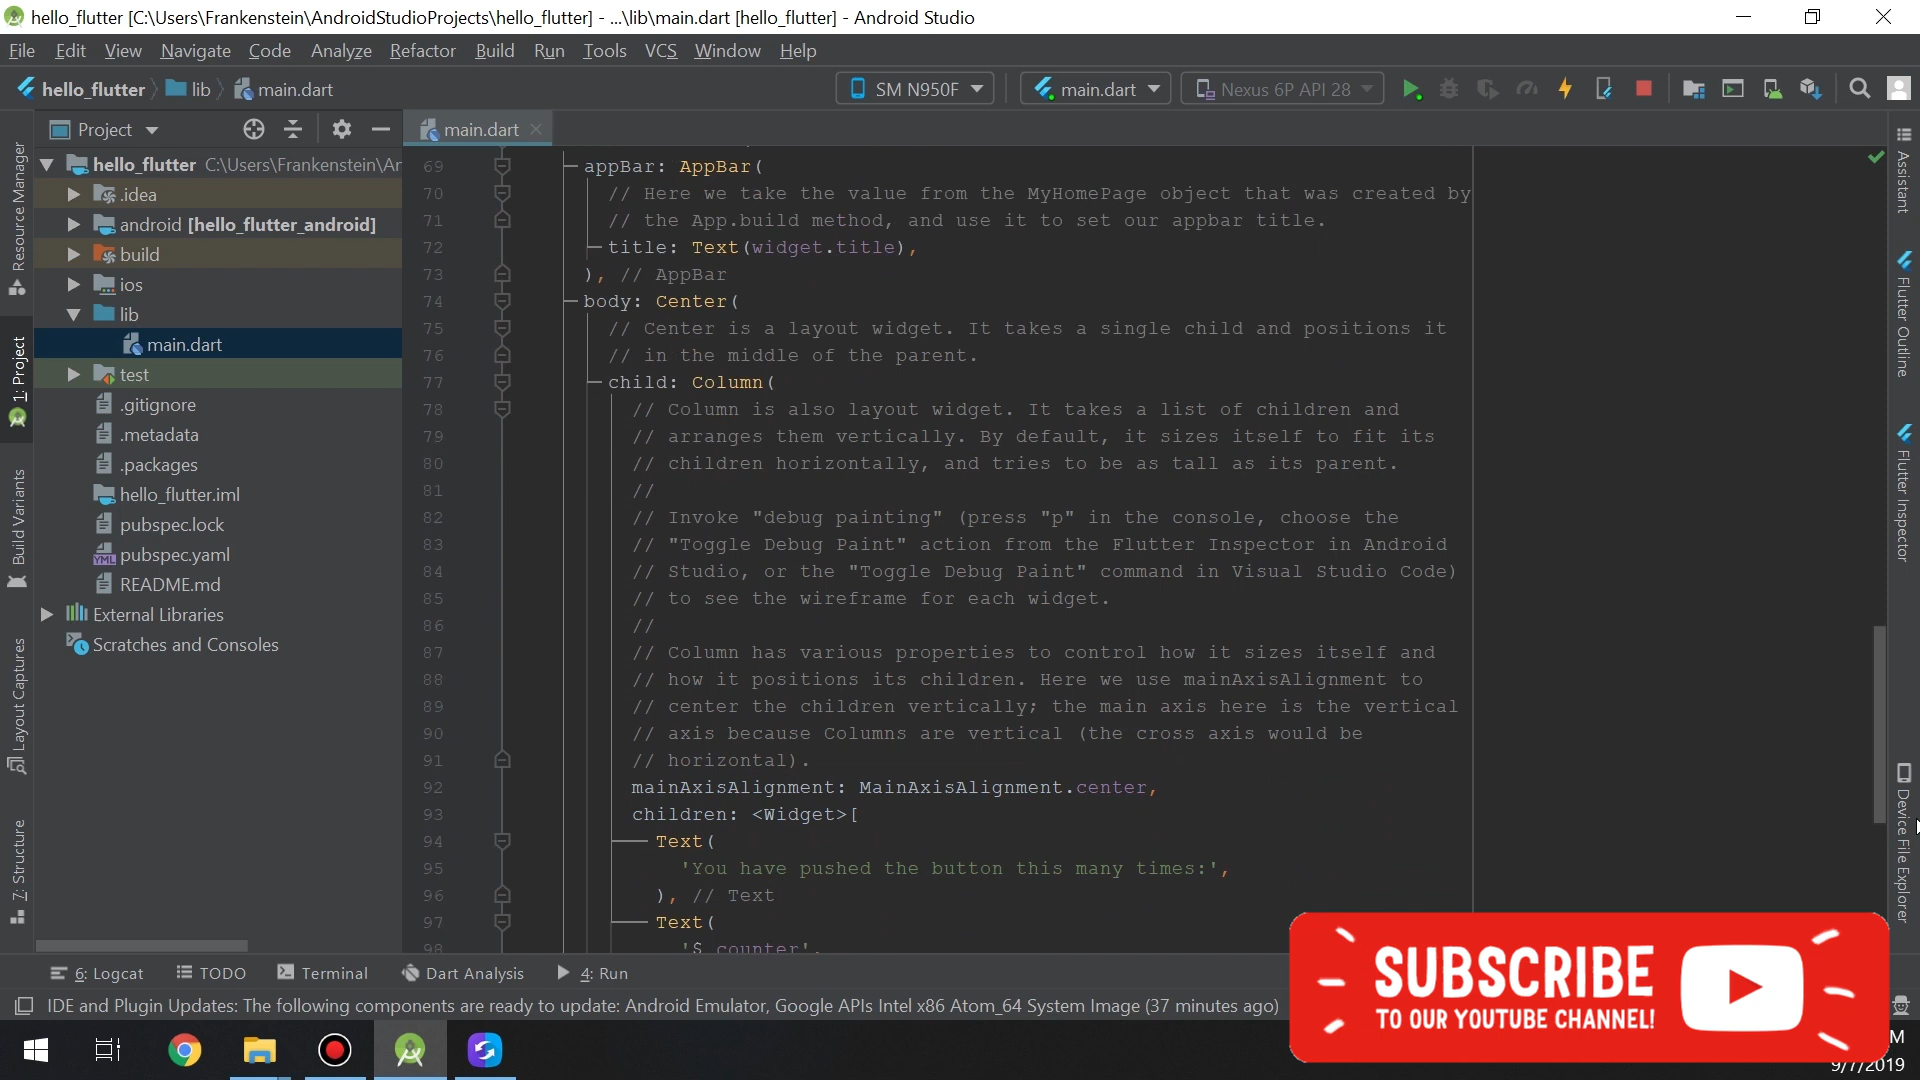 hello_flutter [C:\Users\Frankenstein\AndroidStudioProjects\hello_flutter] - ...\lib\main.dart [hello_flutter] - Android Studio
File Edit View Navigate Code Analyze Refactor Build Run Tools VCS Window Help
hello_flutter lib main.dart SM N950F main.dart Nexus 6P API 28
Project main.dart
Resource Manager
1: Project
Build Variants
Layout Captures
7: Structure
hello_flutter C:\Users\Frankenstein\Ar
.idea
android [hello_flutter_android]
build
ios
lib
main.dart
test
.gitignore
.metadata
.packages
hello_flutter.iml
pubspec.lock
pubspec.yaml
README.md
External Libraries
Scratches and Consoles
69 appBar: AppBar(
70 // Here we take the value from the MyHomePage object that was created by
71 // the App.build method, and use it to set our appbar title.
72 title: Text(widget.title),
73 ), // AppBar
74 body: Center(
75 // Center is a layout widget. It takes a single child and positions it
76 // in the middle of the parent.
77 child: Column(
78 // Column is also layout widget. It takes a list of children and
79 // arranges them vertically. By default, it sizes itself to fit its
80 // children horizontally, and tries to be as tall as its parent.
81 //
82 // Invoke "debug painting" (press "p" in the console, choose the
83 // "Toggle Debug Paint" action from the Flutter Inspector in Android
84 // Studio, or the "Toggle Debug Paint" command in Visual Studio Code)
85 // to see the wireframe for each widget.
86 //
87 // Column has various properties to control how it sizes itself and
88 // how it positions its children. Here we use mainAxisAlignment to
89 // center the children vertically; the main axis here is the vertical
90 // axis because Columns are vertical (the cross axis would be
91 // horizontal).
92 mainAxisAlignment: MainAxisAlignment.center,
93 children: <Widget>[
94 Text(
95 'You have pushed the button this many times:',
96 ), // Text
97 Text(
98 '$_counter',
Assistant
Flutter Outline
Flutter Inspector
Device File Explorer
6: Logcat TODO Terminal Dart Analysis 4: Run
IDE and Plugin Updates: The following components are ready to update: Android Emulator, Google APIs Intel x86 Atom_64 System Image (37 minutes ago)
SUBSCRIBE
TO OUR YOUTUBE CHANNEL!
M
9/7/2019